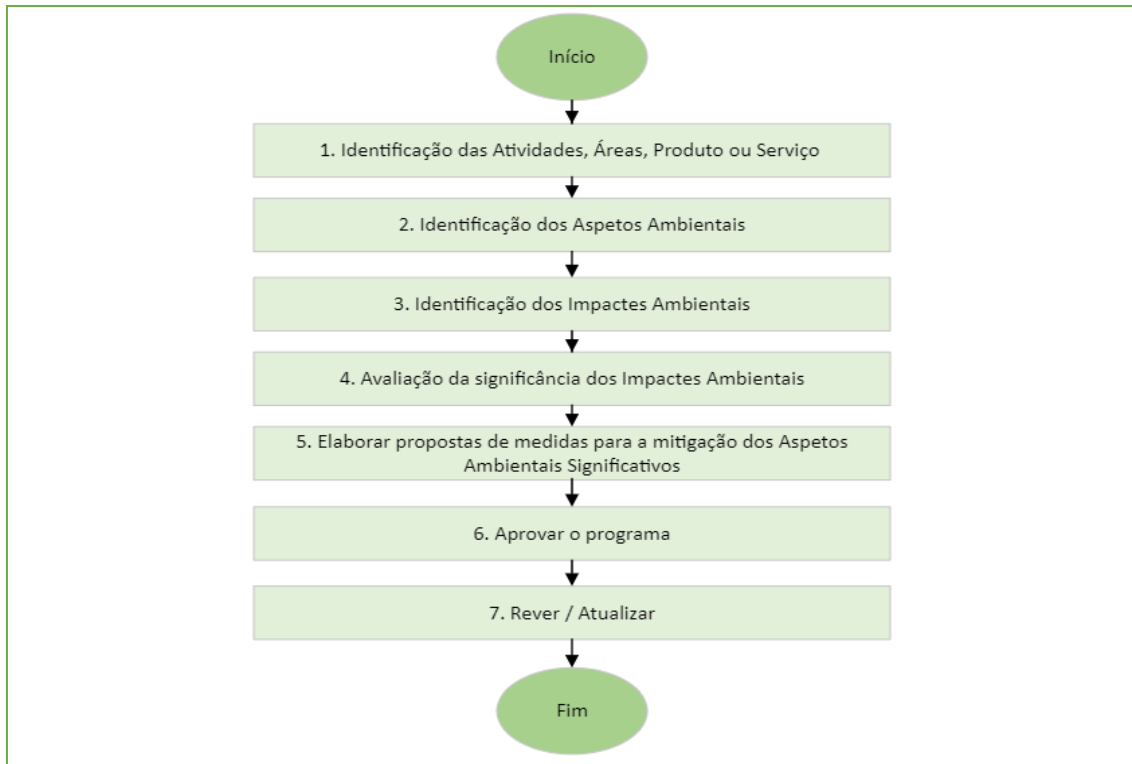 Início
1. Identificação das Atividades, Áreas, Produto ou Serviço
2. Identificação dos Aspetos Ambientais
3. Identificação dos Impactes Ambientais
4. Avaliação da significância dos Impactes Ambientais
5. Elaborar propostas de medidas para a mitigação dos Aspetos
Ambientais Significativos
6. Aprovar o programa
7. Rever / Atualizar
Fim